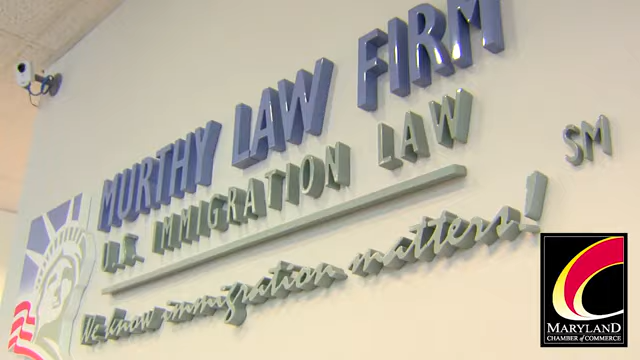 MURTHY LAW FIRM
U.S. IMMIGRATION LAW
SM
We know immigration matters!
MARYLAND
CHAMBER of COMMERCE